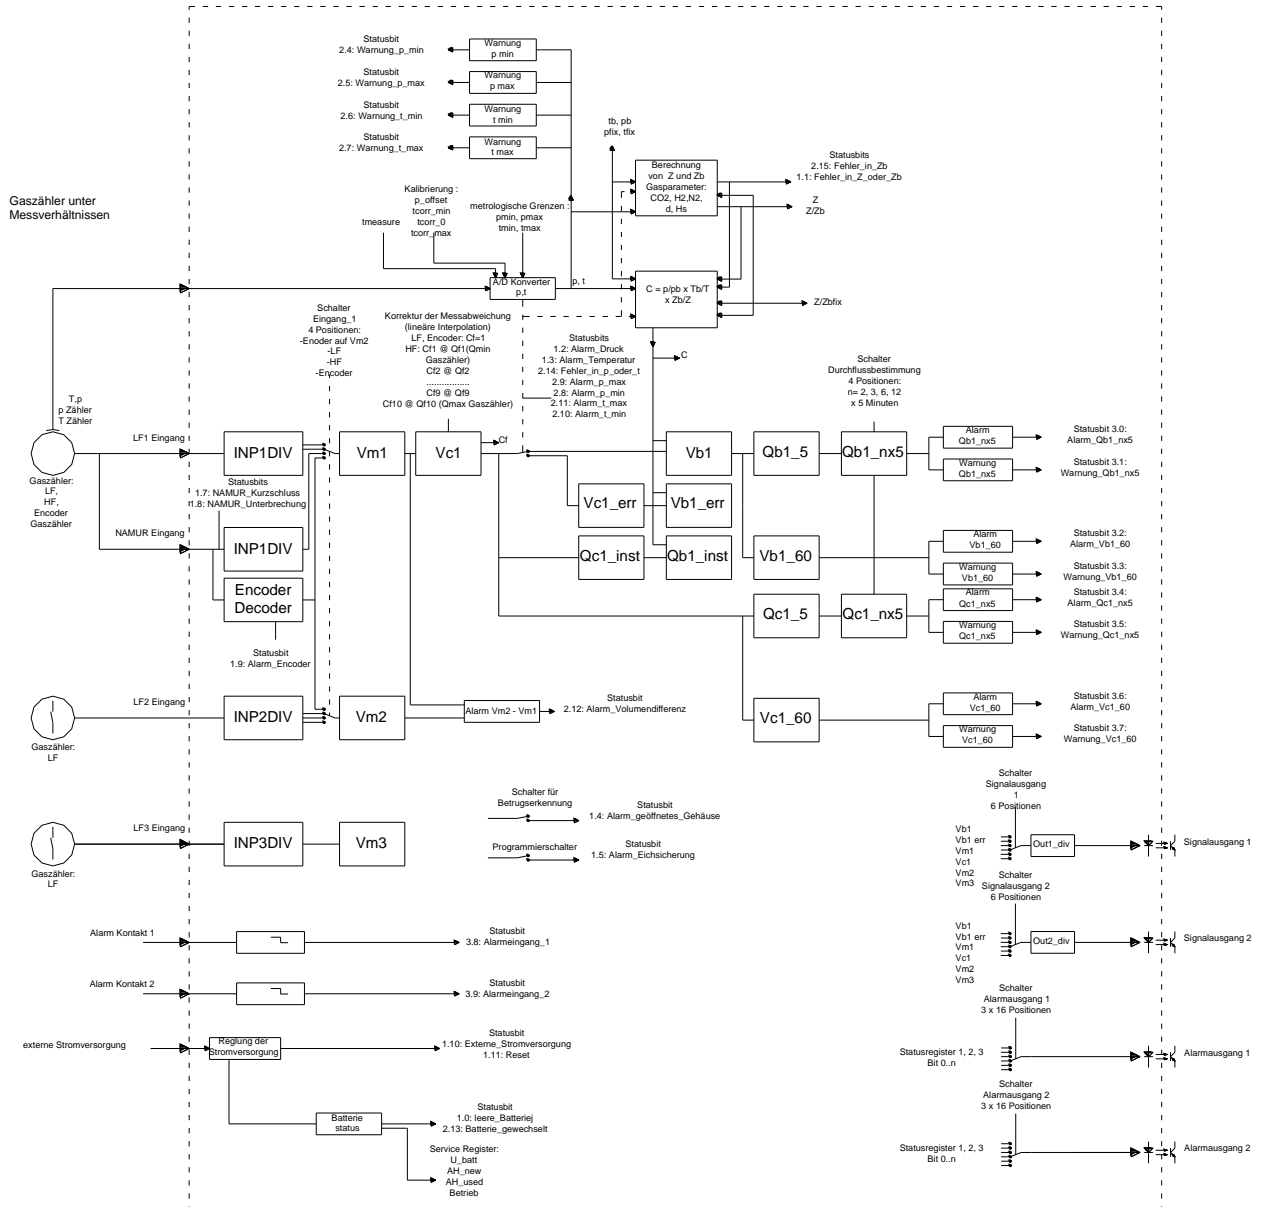 Statusbit
2.4: Warnung_p_min
Warnung
p min
Statusbit
2.5: Warnung_p_max
Warnung
p max
Statusbit
2.6: Warnung_t_min
Warnung
t min
Statusbit
2.7: Warnung_t_max
Warnung
t max
tb, pb
pfix, tfix
Berechnung
von Z und Zb
Gasparameter:
CO2, H2,N2,
d, Hs
Statusbits
2.15: Fehler_in_Zb
1.1: Fehler_in_Z_oder_Zb
Z
Z/Zb
Gaszähler unter
Messverhältnissen
Kalibrierung :
p_offset
tcorr_min
tcorr_0
tcorr_max
tmeasure
metrologische Grenzen :
pmin, pmax
tmin, tmax
A/D Konverter
p,t
p, t
C = p/pb x Tb/T
x Zb/Z
Z/Zbfix
C
Schalter
Eingang_1
4 Positionen:
-Enoder auf Vm2
-LF
-HF
-Encoder
Korrektur der Messabweichung
(lineäre Interpolation)
LF, Encoder: Cf=1
HF: Cf1 @ Qf1(Qmin
Gaszähler)
Cf2 @ Qf2
.................
Cf9 @ Qf9
Cf10 @ Qf10 (Qmax Gaszähler)
Statusbits
1.2: Alarm_Druck
1.3: Alarm_Temperatur
2.14: Fehler_in_p_oder_t
2.9: Alarm_p_max
2.8: Alarm_p_min
2.11: Alarm_t_max
2.10: Alarm_t_min
Schalter
Durchflussbestimmung
4 Positionen:
n= 2, 3, 6, 12
x 5 Minuten
T,p
p Zähler
T Zähler
LF1 Eingang
INP1DIV
Vm1
Vc1
Cf
Vb1
Qb1_5
Qb1_nx5
Alarm
Qb1_nx5
Statusbit 3.0:
Alarm_Qb1_nx5
Warnung
Qb1_nx5
Statusbit 3.1:
Warnung_Qb1_nx5
Gaszähler:
LF,
HF,
Encoder
Gaszähler
Statusbits
1.7: NAMUR_Kurzschluss
1.8: NAMUR_Unterbrechung
Vc1_err
Vb1_err
NAMUR Eingang
INP1DIV
Qc1_inst
Qb1_inst
Vb1_60
Alarm
Vb1_60
Statusbit 3.2:
Alarm_Vb1_60
Warnung
Vb1_60
Statusbit 3.3:
Warnung_Vb1_60
Encoder
Decoder
Qc1_5
Qc1_nx5
Alarm
Qc1_nx5
Statusbit 3.4:
Alarm_Qc1_nx5
Warnung
Qc1_nx5
Statusbit 3.5:
Warnung_Qc1_nx5
Statusbit
1.9: Alarm_Encoder
LF2 Eingang
INP2DIV
Vm2
Alarm Vm2 - Vm1
Statusbit
2.12: Alarm_Volumendifferenz
Vc1_60
Alarm
Vc1_60
Statusbit 3.6:
Alarm_Vc1_60
Warnung
Vc1_60
Statusbit 3.7:
Warnung_Vc1_60
Gaszähler:
LF
LF3 Eingang
INP3DIV
Vm3
Gaszähler:
LF
Schalter für
Betrugserkennung
Statusbit
1.4: Alarm_geöffnetes_Gehäuse
Programmierschalter
Statusbit
1.5: Alarm_Eichsicherung
Schalter
Signalausgang
1
6 Positionen
Vb1
Vb1 err
Vm1
Vc1
Vm2
Vm3
Out1_div
Signalausgang 1
Schalter
Signalausgang 2
6 Positionen
Vb1
Vb1 err
Vm1
Vc1
Vm2
Vm3
Out2_div
Signalausgang 2
Alarm Kontakt 1
Statusbit
3.8: Alarmeingang_1
Alarm Kontakt 2
Statusbit
3.9: Alarmeingang_2
Schalter
Alarmausgang 1
3 x 16 Positionen
Statusregister 1, 2, 3
Bit 0..n
Alarmausgang 1
externe Stromversorgung
Reglung der
Stromversorgung
Statusbit
1.10: Externe_Stromversorgung
1.11: Reset
Schalter
Alarmausgang 2
3 x 16 Positionen
Statusregister 1, 2, 3
Bit 0..n
Alarmausgang 2
Batterie
status
Statusbit
1.0: leere_Batteriej
2.13: Batterie_gewechselt
Service Register:
U_batt
AH_new
AH_used
Betrieb